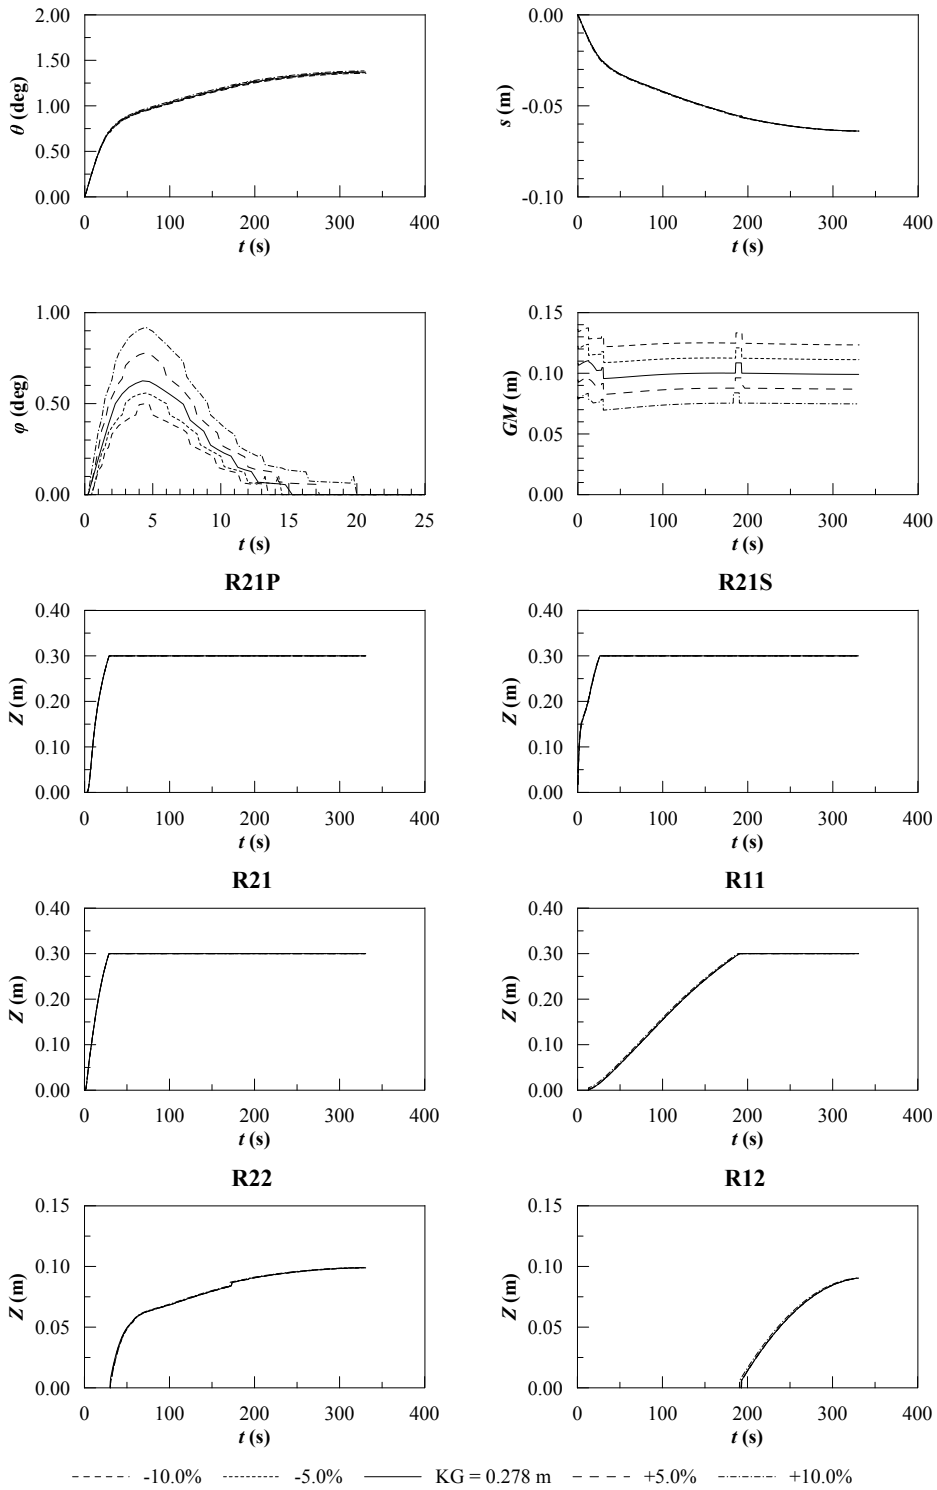 2.00
1.50
1.00
0.50
0.00
θ (deg)
0 100 200 300 400
t (s)
0.00
-0.05
-0.10
s (m)
0 100 200 300 400
t (s)
1.00
0.50
0.00
φ (deg)
0 5 10 15 20 25
t (s)
0.15
0.10
0.05
0.00
GM (m)
0 100 200 300 400
t (s)
R21P
0.40
0.30
0.20
0.10
0.00
Z (m)
0 100 200 300 400
t (s)
R21S
0.40
0.30
0.20
0.10
0.00
Z (m)
0 100 200 300 400
t (s)
R21
0.40
0.30
0.20
0.10
0.00
Z (m)
0 100 200 300 400
t (s)
R11
0.40
0.30
0.20
0.10
0.00
Z (m)
0 100 200 300 400
t (s)
R22
0.15
0.10
0.05
0.00
Z (m)
0 100 200 300 400
t (s)
R12
0.15
0.10
0.05
0.00
Z (m)
0 100 200 300 400
t (s)
-10.0% -5.0% KG = 0.278 m +5.0% +10.0%